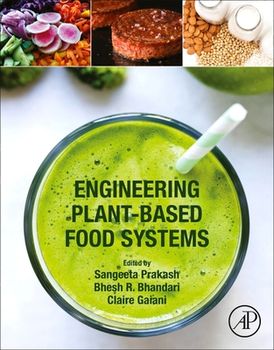 ENGINEERING
PLANT-BASED
FOOD SYSTEMS
Edited by
Sangeeta Prakash
Bhesh R. Bhandari
Claire Gaiani
AP